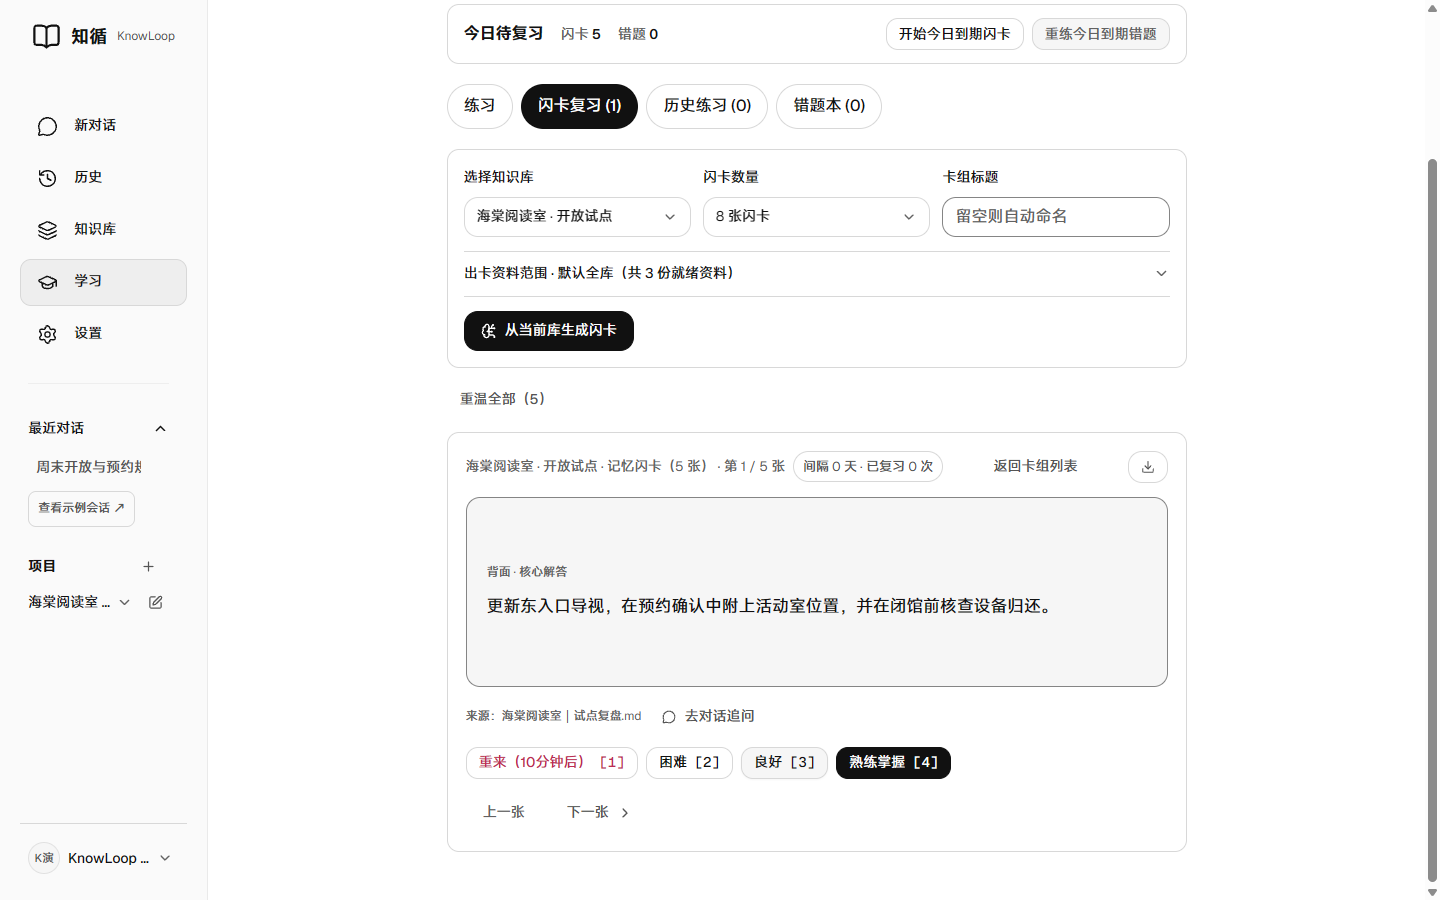 知循 KnowLoop
新对话
历史
知识库
学习
设置
最近对话
周末开放与预约
查看示例会话 ↗
项目 +
海棠阅读室 ...
K演 KnowLoop ...
今日待复习 闪卡 5 错题 0 开始今日到期闪卡 重练今日到期错题
练习 闪卡复习 (1) 历史练习 (0) 错题本 (0)
选择知识库 闪卡数量 卡组标题
海棠阅读室 · 开放试点 8 张闪卡 留空则自动命名
出卡资料范围 · 默认全库（共 3 份就绪资料）
从当前库生成闪卡
重温全部（5）
海棠阅读室 · 开放试点 · 记忆闪卡（5 张） · 第 1 / 5 张 间隔 0 天 · 已复习 0 次 返回卡组列表
背面 · 核心解答
更新东入口导视，在预约确认中附上活动室位置，并在闭馆前核查设备归还。
来源：海棠阅读室 | 试点复盘.md 去对话追问
重来（10分钟后） [1] 困难 [2] 良好 [3] 熟练掌握 [4]
上一张 下一张